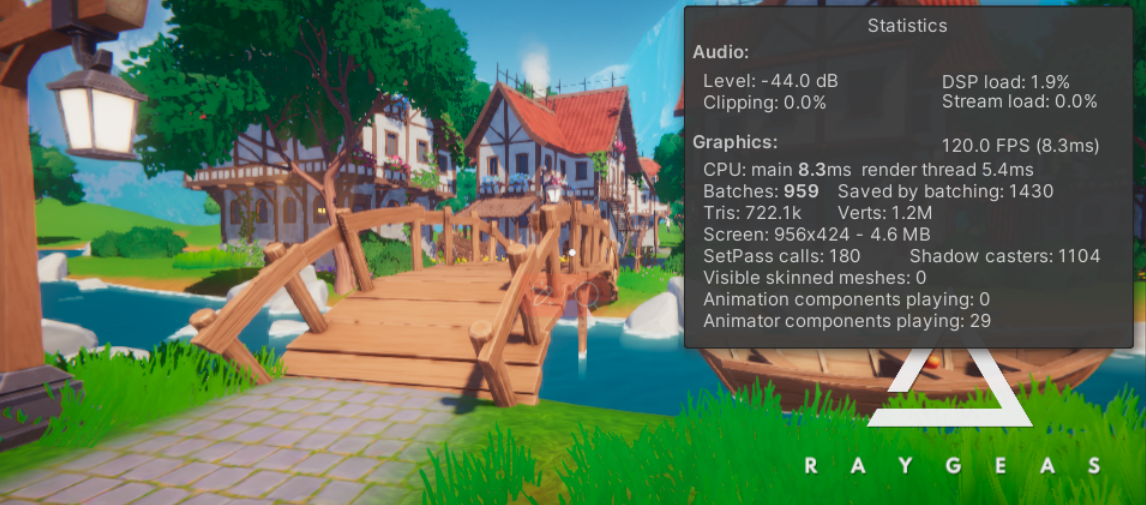 Statistics
Audio:
Level: -44.0 dB DSP load: 1.9%
Clipping: 0.0% Stream load: 0.0%
Graphics: 120.0 FPS (8.3ms)
CPU: main 8.3ms render thread 5.4ms
Batches: 959 Saved by batching: 1430
Tris: 722.1k Verts: 1.2M
Screen: 956x424 - 4.6 MB
SetPass calls: 180 Shadow casters: 1104
Visible skinned meshes: 0
Animation components playing: 0
Animator components playing: 29
RAYGEAS